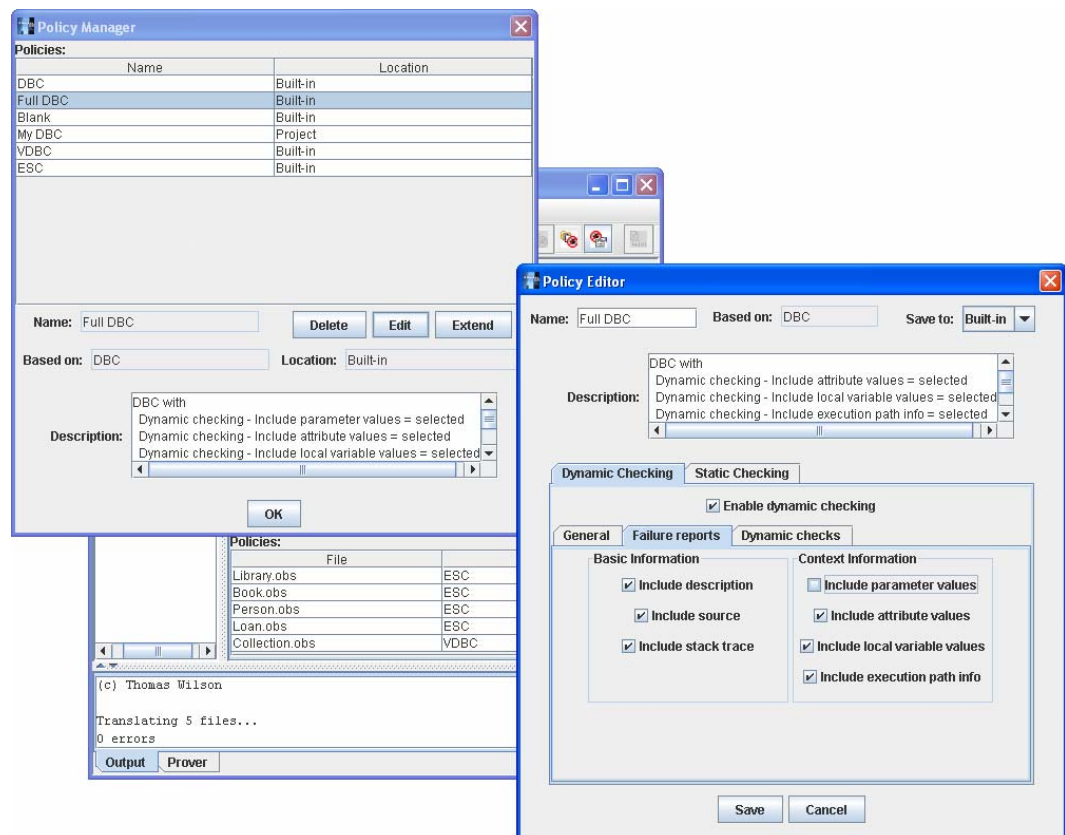 Policy Manager
Policies:
Name Location
DBC Built-in
Full DBC Built-in
Blank Built-in
My DBC Project
VDBC Built-in
ESC Built-in
Name: Full DBC Delete Edit Extend
Based on: DBC Location: Built-in
Description:
DBC with
Dynamic checking - Include parameter values = selected
Dynamic checking - Include attribute values = selected
Dynamic checking - Include local variable values = selected
OK
Policy Editor
Name: Full DBC Based on: DBC Save to: Built-in
Description:
DBC with
Dynamic checking - Include attribute values = selected
Dynamic checking - Include local variable values = selected
Dynamic checking - Include execution path info = selected
Dynamic Checking Static Checking
Enable dynamic checking
General Failure reports Dynamic checks
Basic Information
Include description
Include source
Include stack trace
Context Information
Include parameter values
Include attribute values
Include local variable values
Include execution path info
Save Cancel
Policies:
File
Library.obs ESC
Book.obs ESC
Person.obs ESC
Loan.obs ESC
Collection.obs VDBC
(c) Thomas Wilson
Translating 5 files...
0 errors
Output Prover